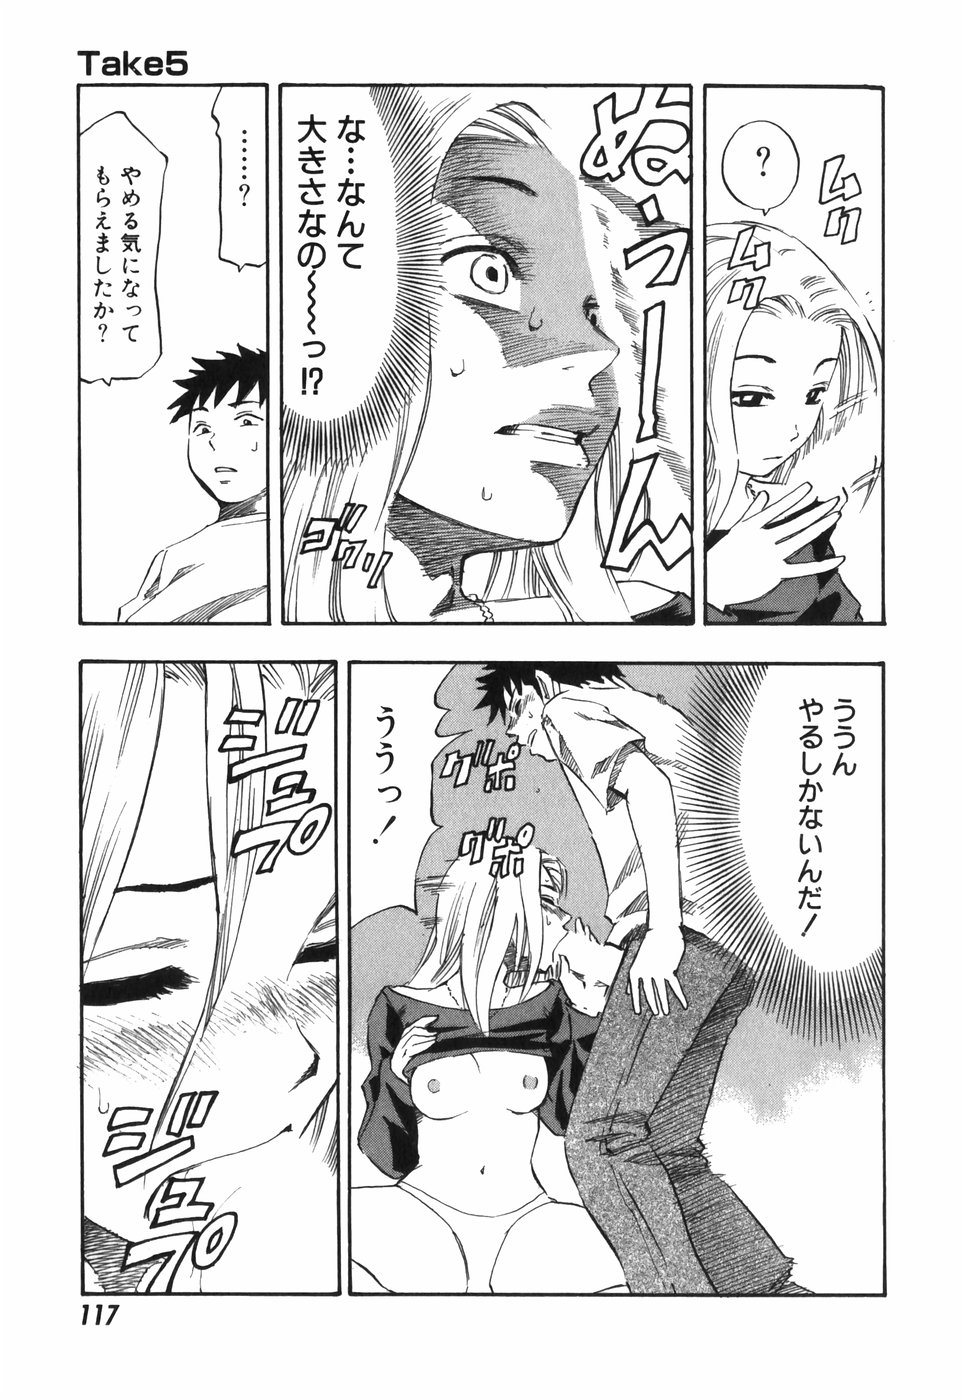 Take5
?
ムク
ムク
ぬ・うーん
な…なんて
大きさなの〜〜〜っ!?
ゴクリ
………?
やめる気になって
もらえましたか?
ううん
やるしかないんだ!
グポ
グポ
ううっ!
ジュプ
ジュプ
117